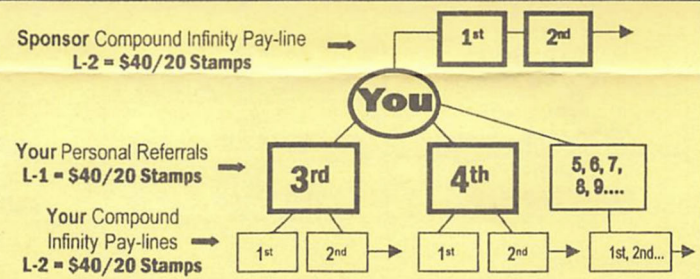 Sponsor Compound Infinity Pay-line
L-2 = $40/20 Stamps
1st 2nd
You
Your Personal Referrals
L-1 = $40/20 Stamps
3rd 4th
5, 6, 7,
8, 9....
Your Compound
Infinity Pay-lines
L-2 = $40/20 Stamps
1st 2nd 1st 2nd 1st, 2nd...